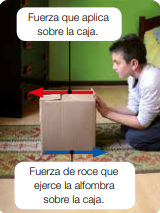 Fuerza que aplica
sobre la caja.
Fuerza de roce que
ejerce la alfombra
sobre la caja.